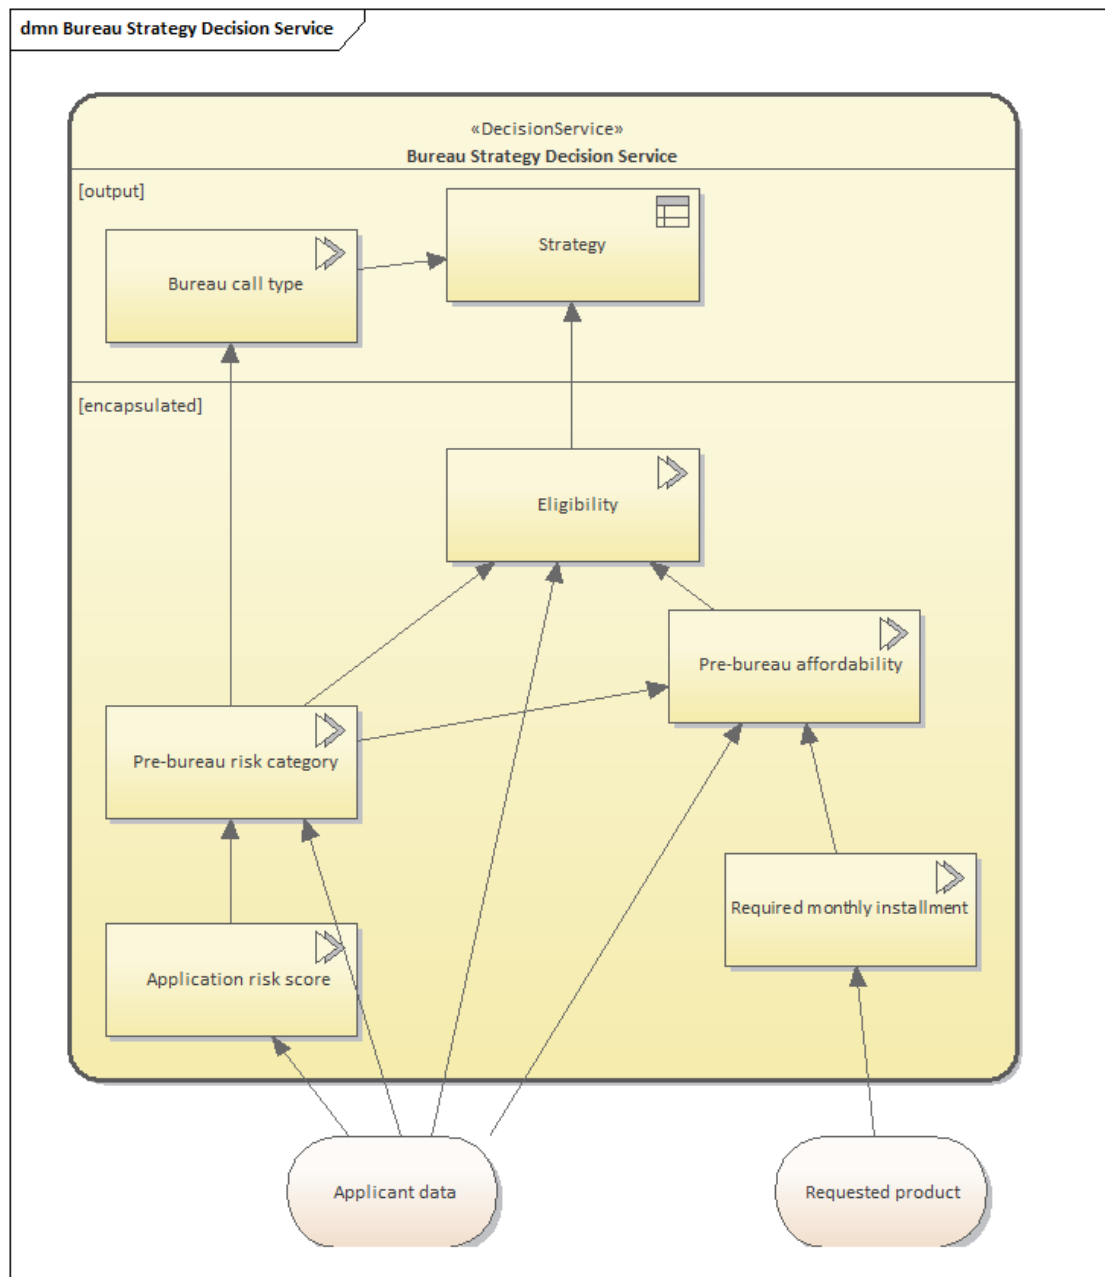 dmn Bureau Strategy Decision Service
«DecisionService»
Bureau Strategy Decision Service
[output]
Strategy
Bureau call type
[encapsulated]
Eligibility
Pre-bureau affordability
Pre-bureau risk category
Required monthly installment
Application risk score
Applicant data
Requested product